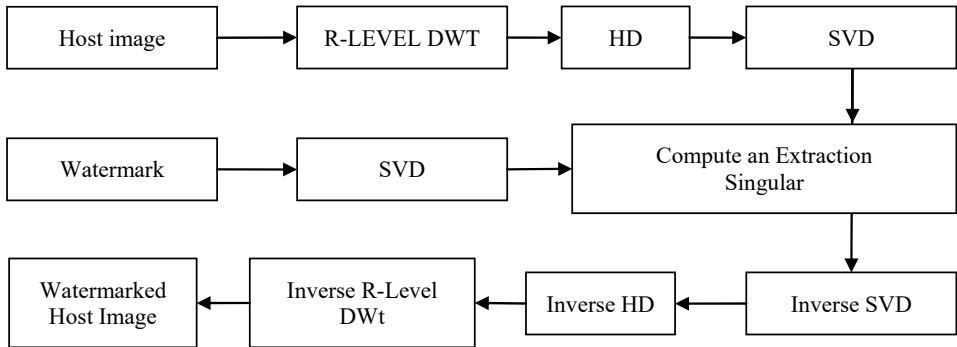 Host image
R-LEVEL DWT
HD
SVD
Watermark
SVD
Compute an Extraction
Singular
Watermarked
Host Image
Inverse R-Level
DWt
Inverse HD
Inverse SVD